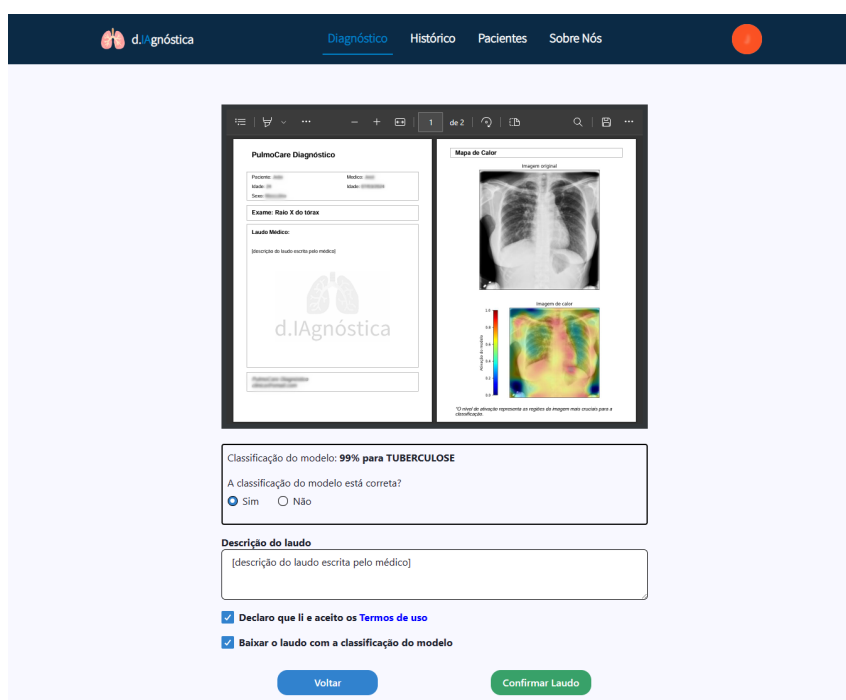 d.IAgnóstica
Diagnóstico Histórico Pacientes Sobre Nós
1 de 2
PulmoCare Diagnóstico
Paciente:
Medico:
Idade:
Idade:
Sexo:
Exame: Raio X do tórax
Laudo Médico:
[descrição do laudo escrita pelo médico]
d.IAgnóstica
Mapa de Calor
Imagem original
Imagem de calor
1.0
0.8
0.6
0.4
0.2
0.0
Ativação do modelo
*O nível de ativação representa as regiões da imagem mais cruciais para a
classificação.
Classificação do modelo: 99% para TUBERCULOSE
A classificação do modelo está correta?
Sim Não
Descrição do laudo
[descrição do laudo escrita pelo médico]
Declaro que li e aceito os Termos de uso
Baixar o laudo com a classificação do modelo
Voltar Confirmar Laudo